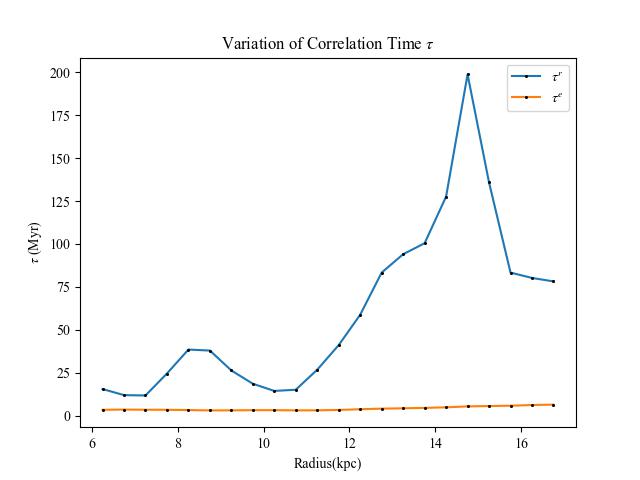 Variation of Correlation Time τ
τ^r
τ^e
200
175
150
125
100
75
50
25
0
τ (Myr)
6 8 10 12 14 16
Radius(kpc)